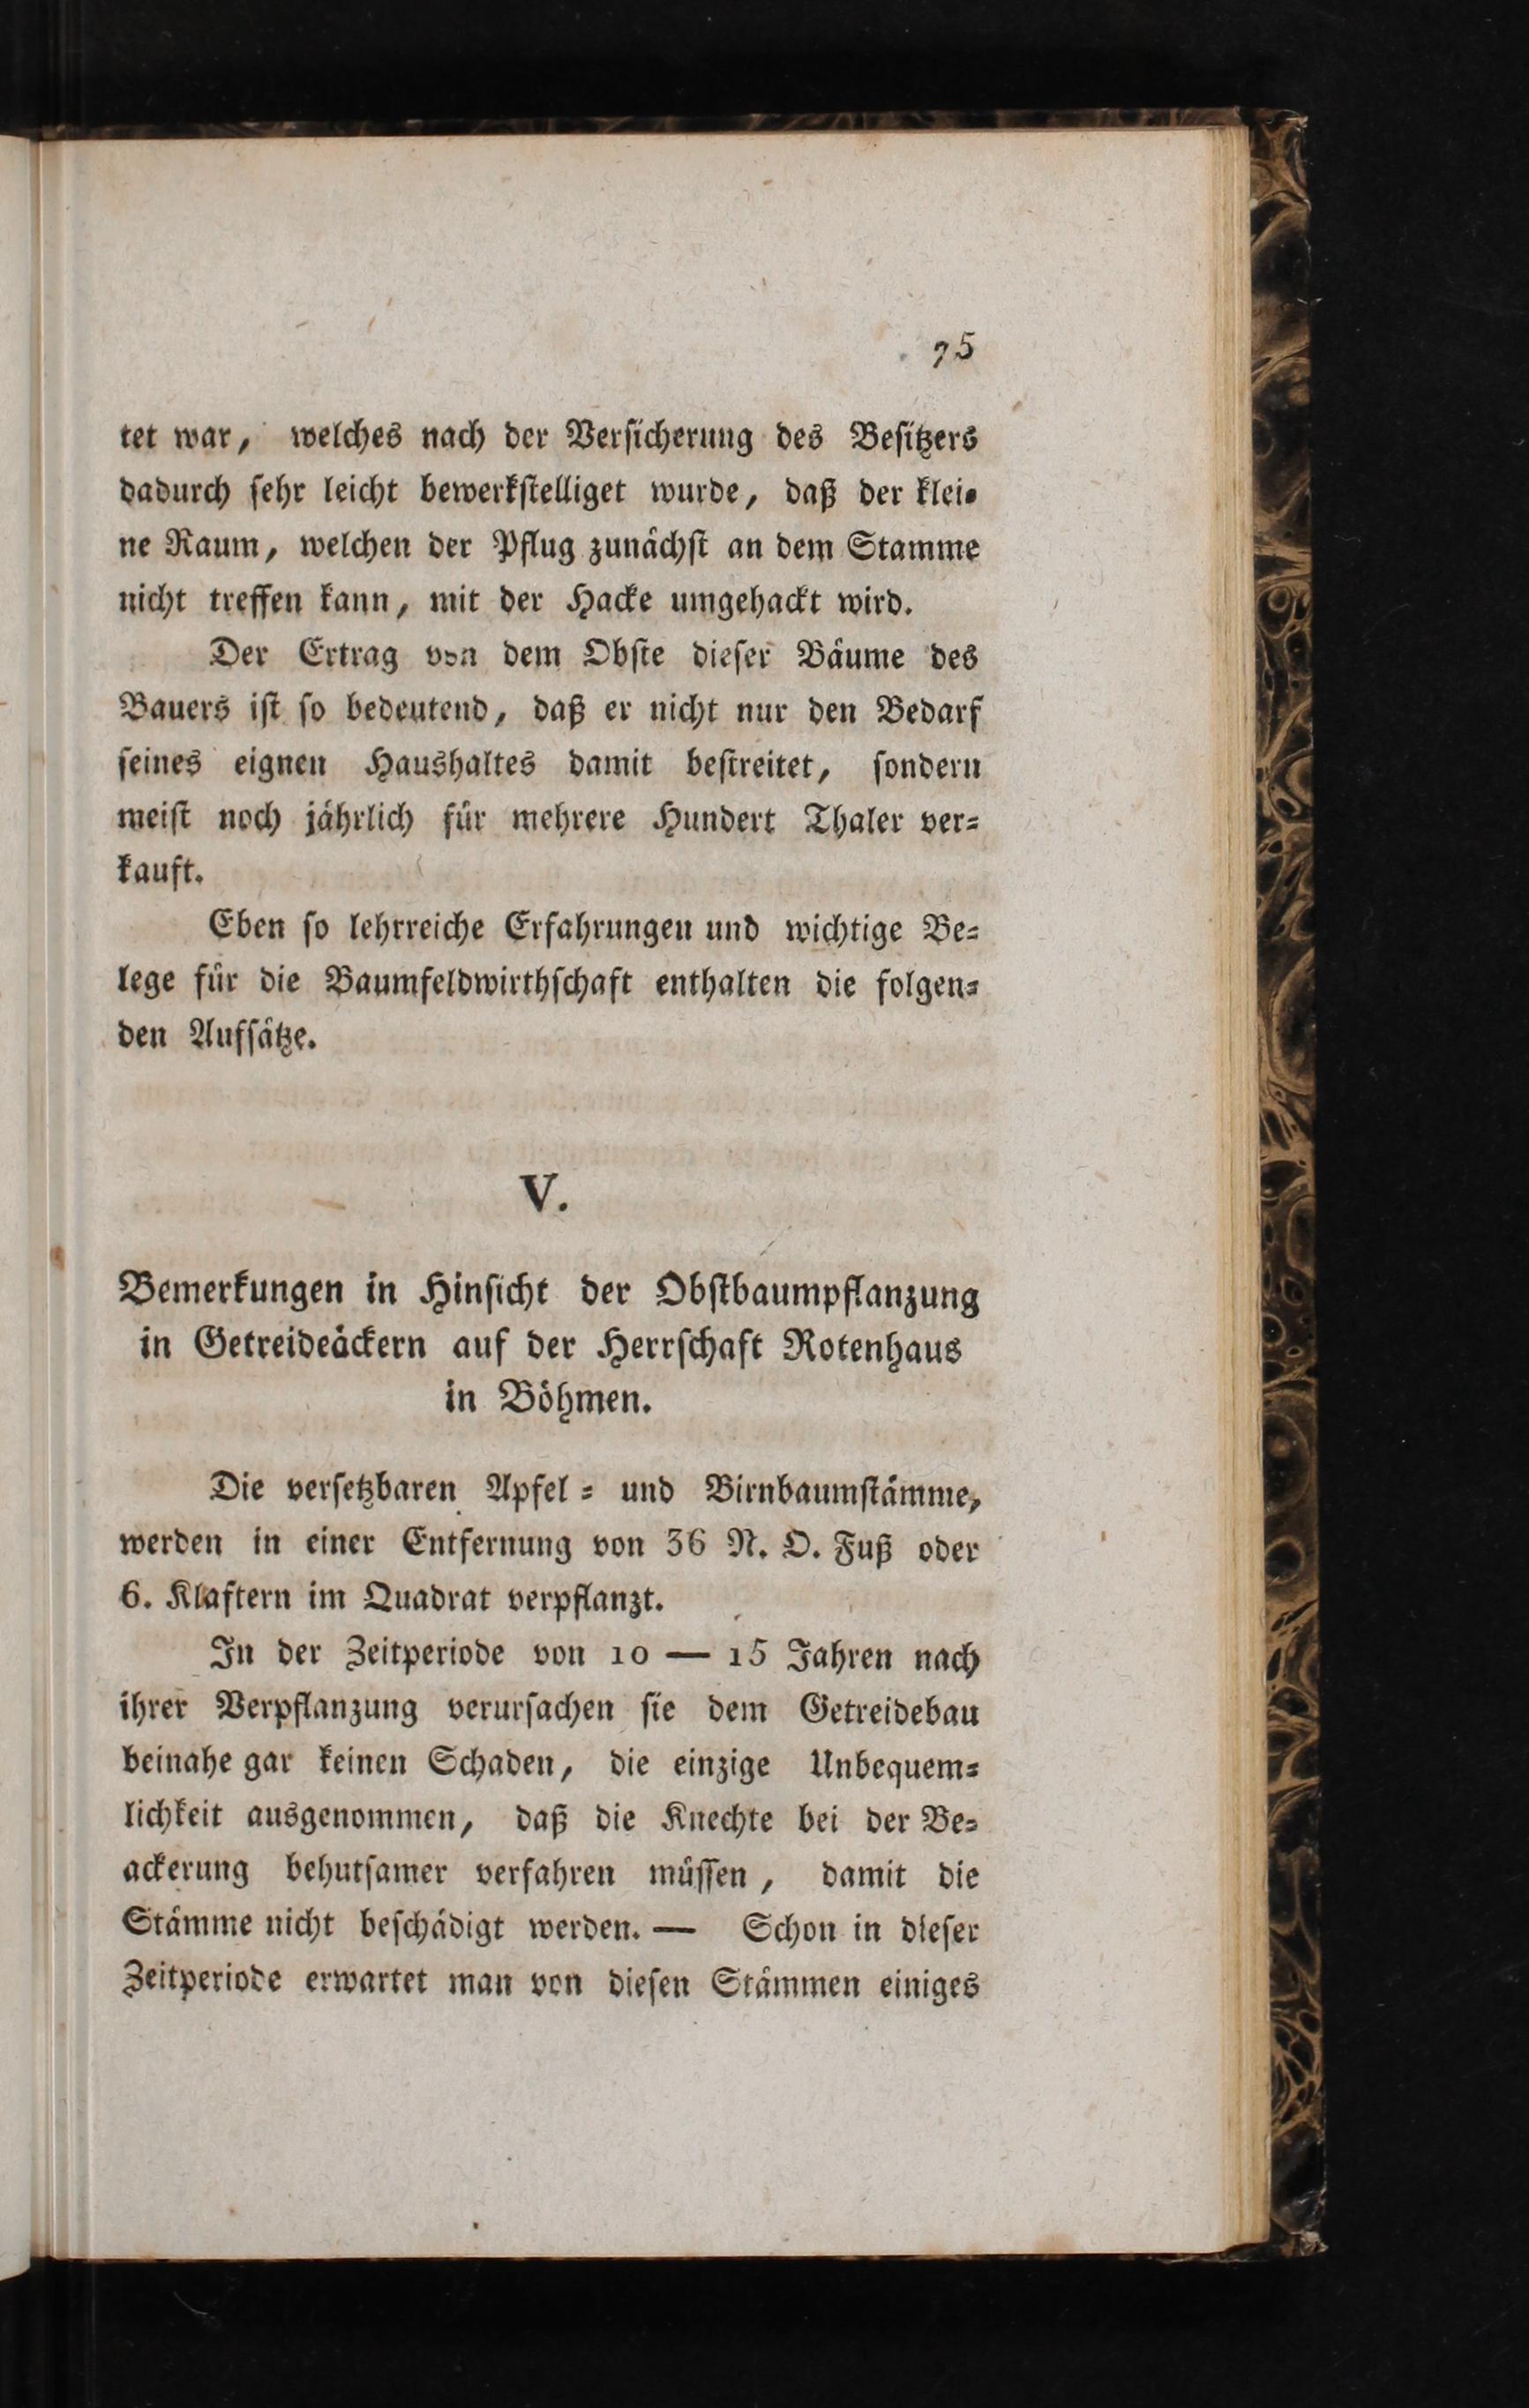 75
tet war, welches nach der Verſicherung des Beſitzers
dadurch ſehr leicht bewerkſtelliget wurde, daß der klei⸗
ne Raum, welchen der Pflug zunächſt an dem Stamme
nicht treffen kann, mit der Hacke umgehackt wird.
Der Ertrag von dem Obſte dieſer Bäume des
Bauers iſt ſo bedeutend, daß er nicht nur den Bedarf
ſeines eignen Haushaltes damit beſtreitet, ſondern
meiſt noch jährlich für mehrere Hundert Thaler ver⸗
kauft.
Eben ſo lehrreiche Erfahrungen und wichtige Be⸗
lege für die Baumfeldwirthſchaft enthalten die folgen⸗
den Aufſätze.
V.
Bemerkungen in Hinſicht der Obſtbaumpflanzung
in Getreideäckern auf der Herrſchaft Rotenhaus
in Böhmen.
Die verſetzbaren Apfel⸗ und Birnbaumſtämme,
werden in einer Entfernung von 36 N. O. Fuß oder
6. Klaftern im Quadrat verpflanzt.
In der Zeitperiode von 10 — 15 Jahren nach
ihrer Verpflanzung verurſachen ſie dem Getreidebau
beinahe gar keinen Schaden, die einzige Unbequem⸗
lichkeit ausgenommen, daß die Knechte bei der Be⸗
ackerung behutſamer verfahren müſſen, damit die
Stämme nicht beſchädigt werden. — Schon in dieſer
Zeitperiode erwartet man von dieſen Stämmen einiges